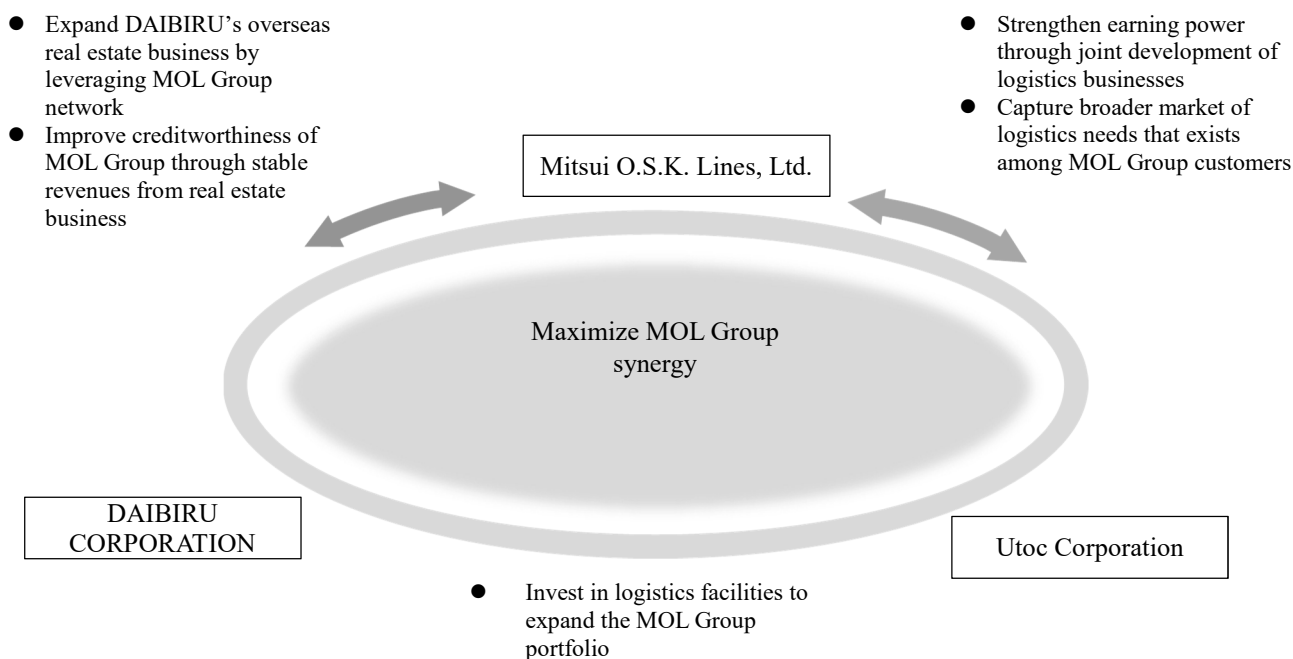 ● Expand DAIBIRU’s overseas
real estate business by
leveraging MOL Group
network
● Improve creditworthiness of
MOL Group through stable
revenues from real estate
business
● Strengthen earning power
through joint development of
logistics businesses
● Capture broader market of
logistics needs that exists
among MOL Group customers
Mitsui O.S.K. Lines, Ltd.
Maximize MOL Group
synergy
DAIBIRU
CORPORATION
Utoc Corporation
● Invest in logistics facilities to
expand the MOL Group
portfolio